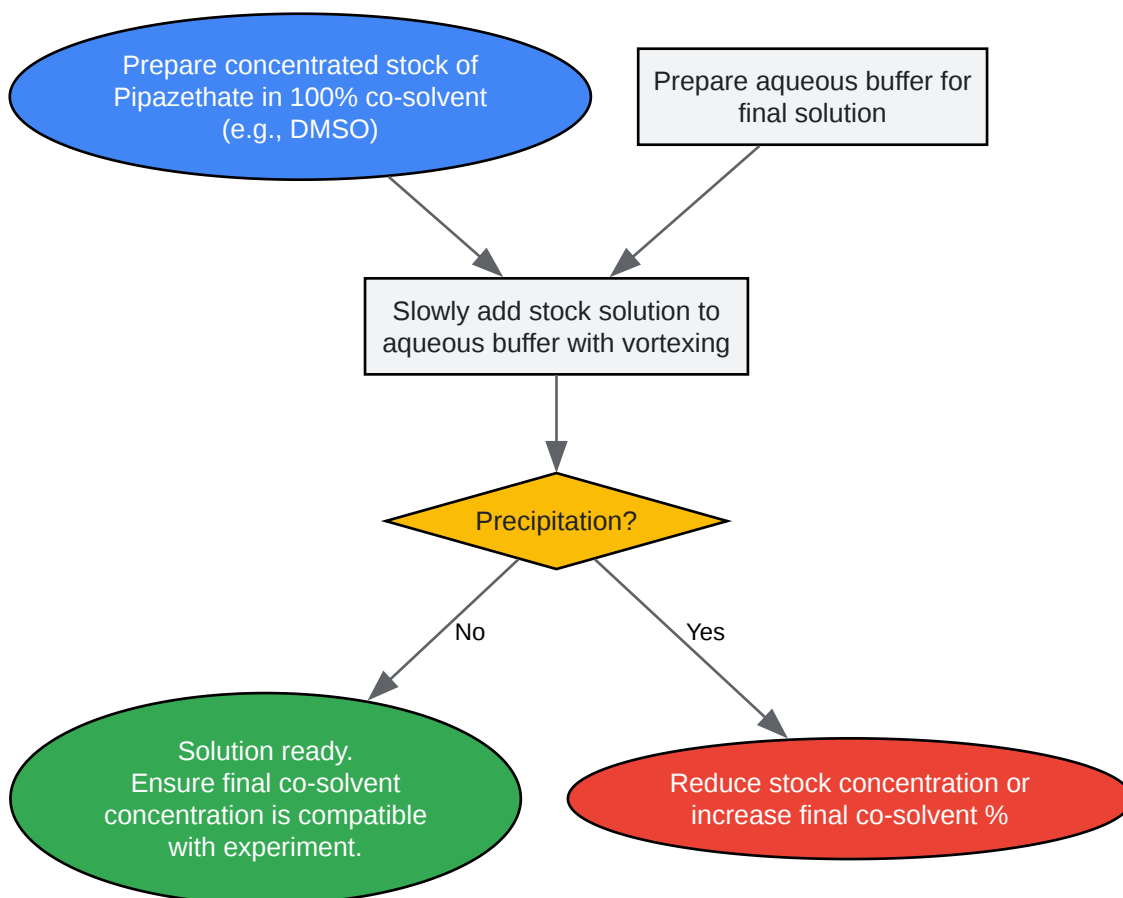 Prepare concentrated stock of
Pipazethate in 100% co-solvent
(e.g., DMSO)
Prepare aqueous buffer for
final solution
Slowly add stock solution to
aqueous buffer with vortexing
Precipitation?
No
Yes
Solution ready.
Ensure final co-solvent
concentration is compatible
with experiment.
Reduce stock concentration or
increase final co-solvent %